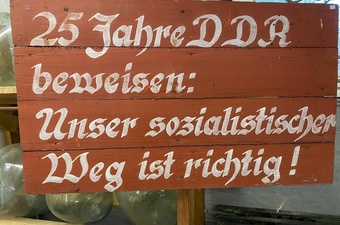 25 Jahre DDR
beweisen:
Unser sozialistischer
Weg ist richtig!